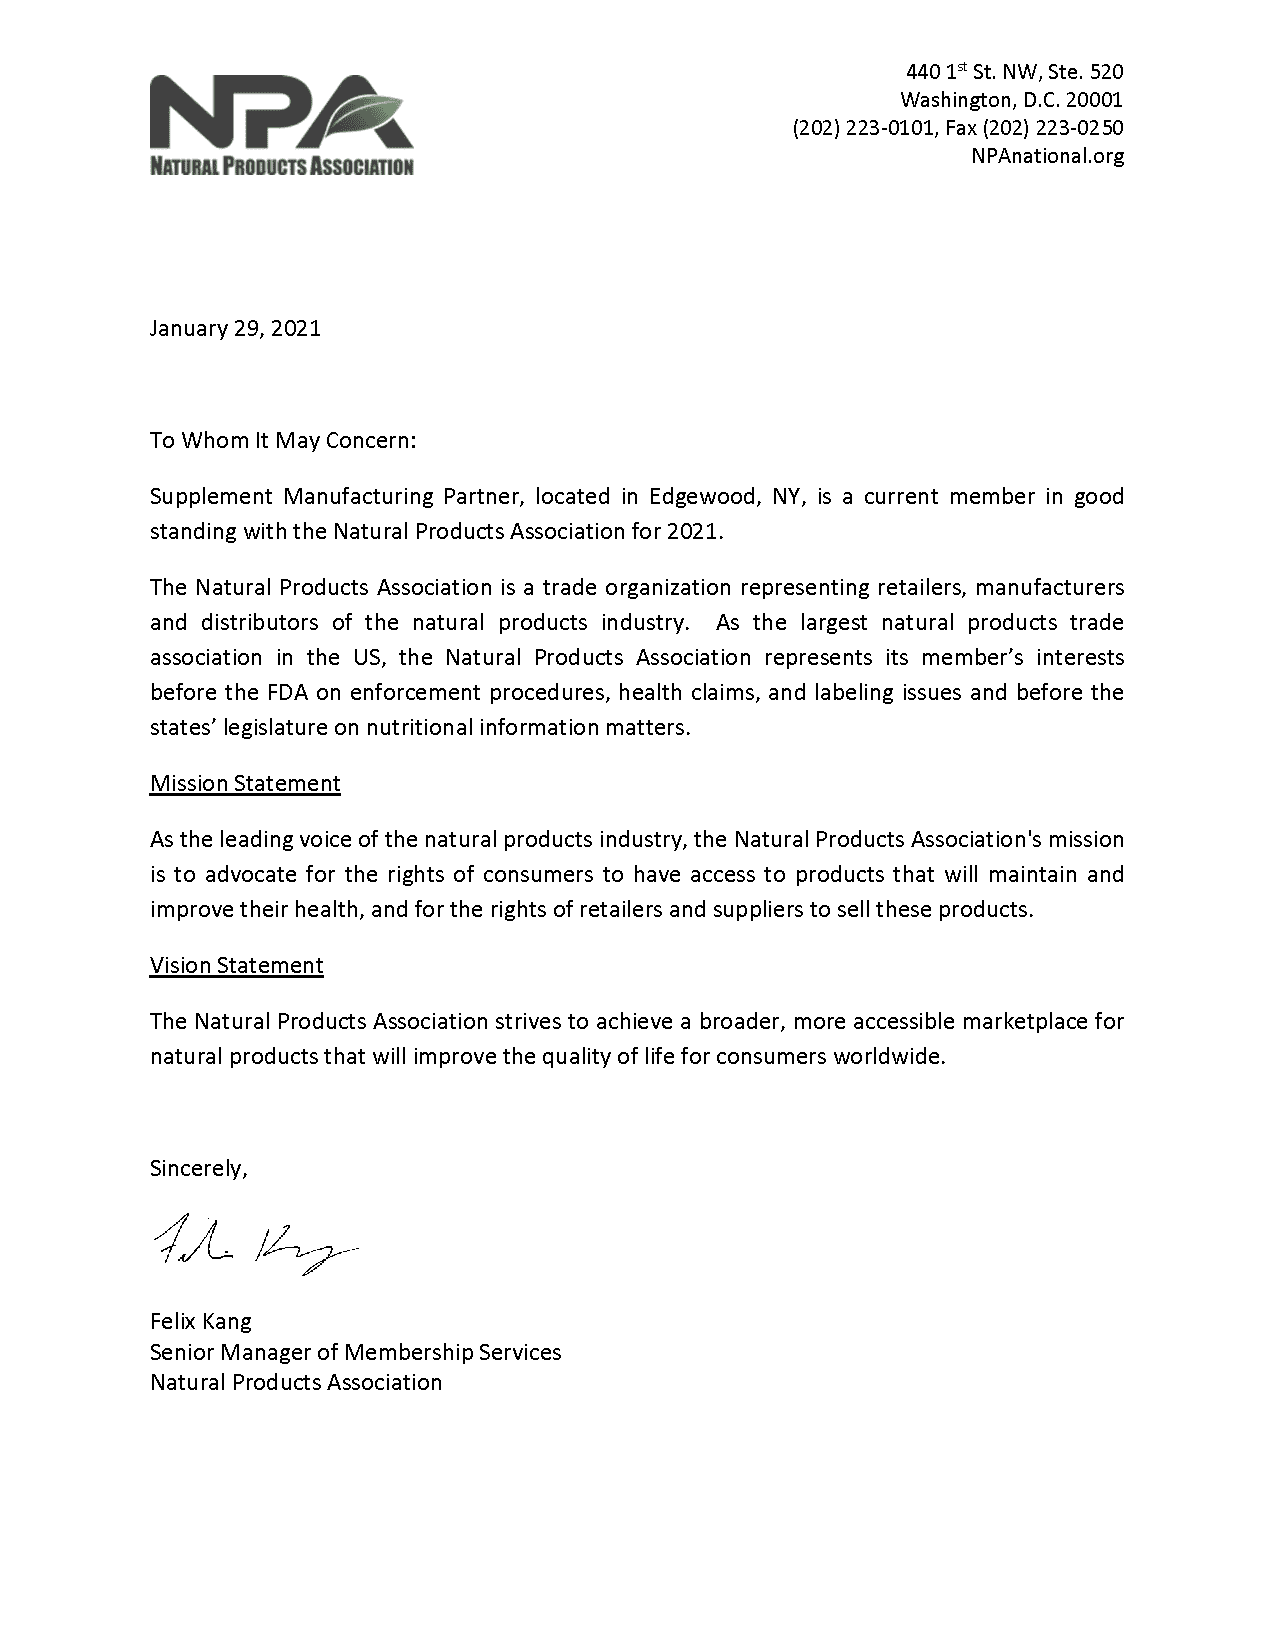 NPA
NATURAL PRODUCTS ASSOCIATION
440 1st St. NW, Ste. 520
Washington, D.C. 20001
(202) 223-0101, Fax (202) 223-0250
NPAnational.org
January 29, 2021
To Whom It May Concern:
Supplement Manufacturing Partner, located in Edgewood, NY, is a current member in good
standing with the Natural Products Association for 2021.
The Natural Products Association is a trade organization representing retailers, manufacturers
and distributors of the natural products industry.  As the largest natural products trade
association in the US, the Natural Products Association represents its member’s interests
before the FDA on enforcement procedures, health claims, and labeling issues and before the
states’ legislature on nutritional information matters.
Mission Statement
As the leading voice of the natural products industry, the Natural Products Association's mission
is to advocate for the rights of consumers to have access to products that will maintain and
improve their health, and for the rights of retailers and suppliers to sell these products.
Vision Statement
The Natural Products Association strives to achieve a broader, more accessible marketplace for
natural products that will improve the quality of life for consumers worldwide.
Sincerely,
Felix Kang
Senior Manager of Membership Services
Natural Products Association